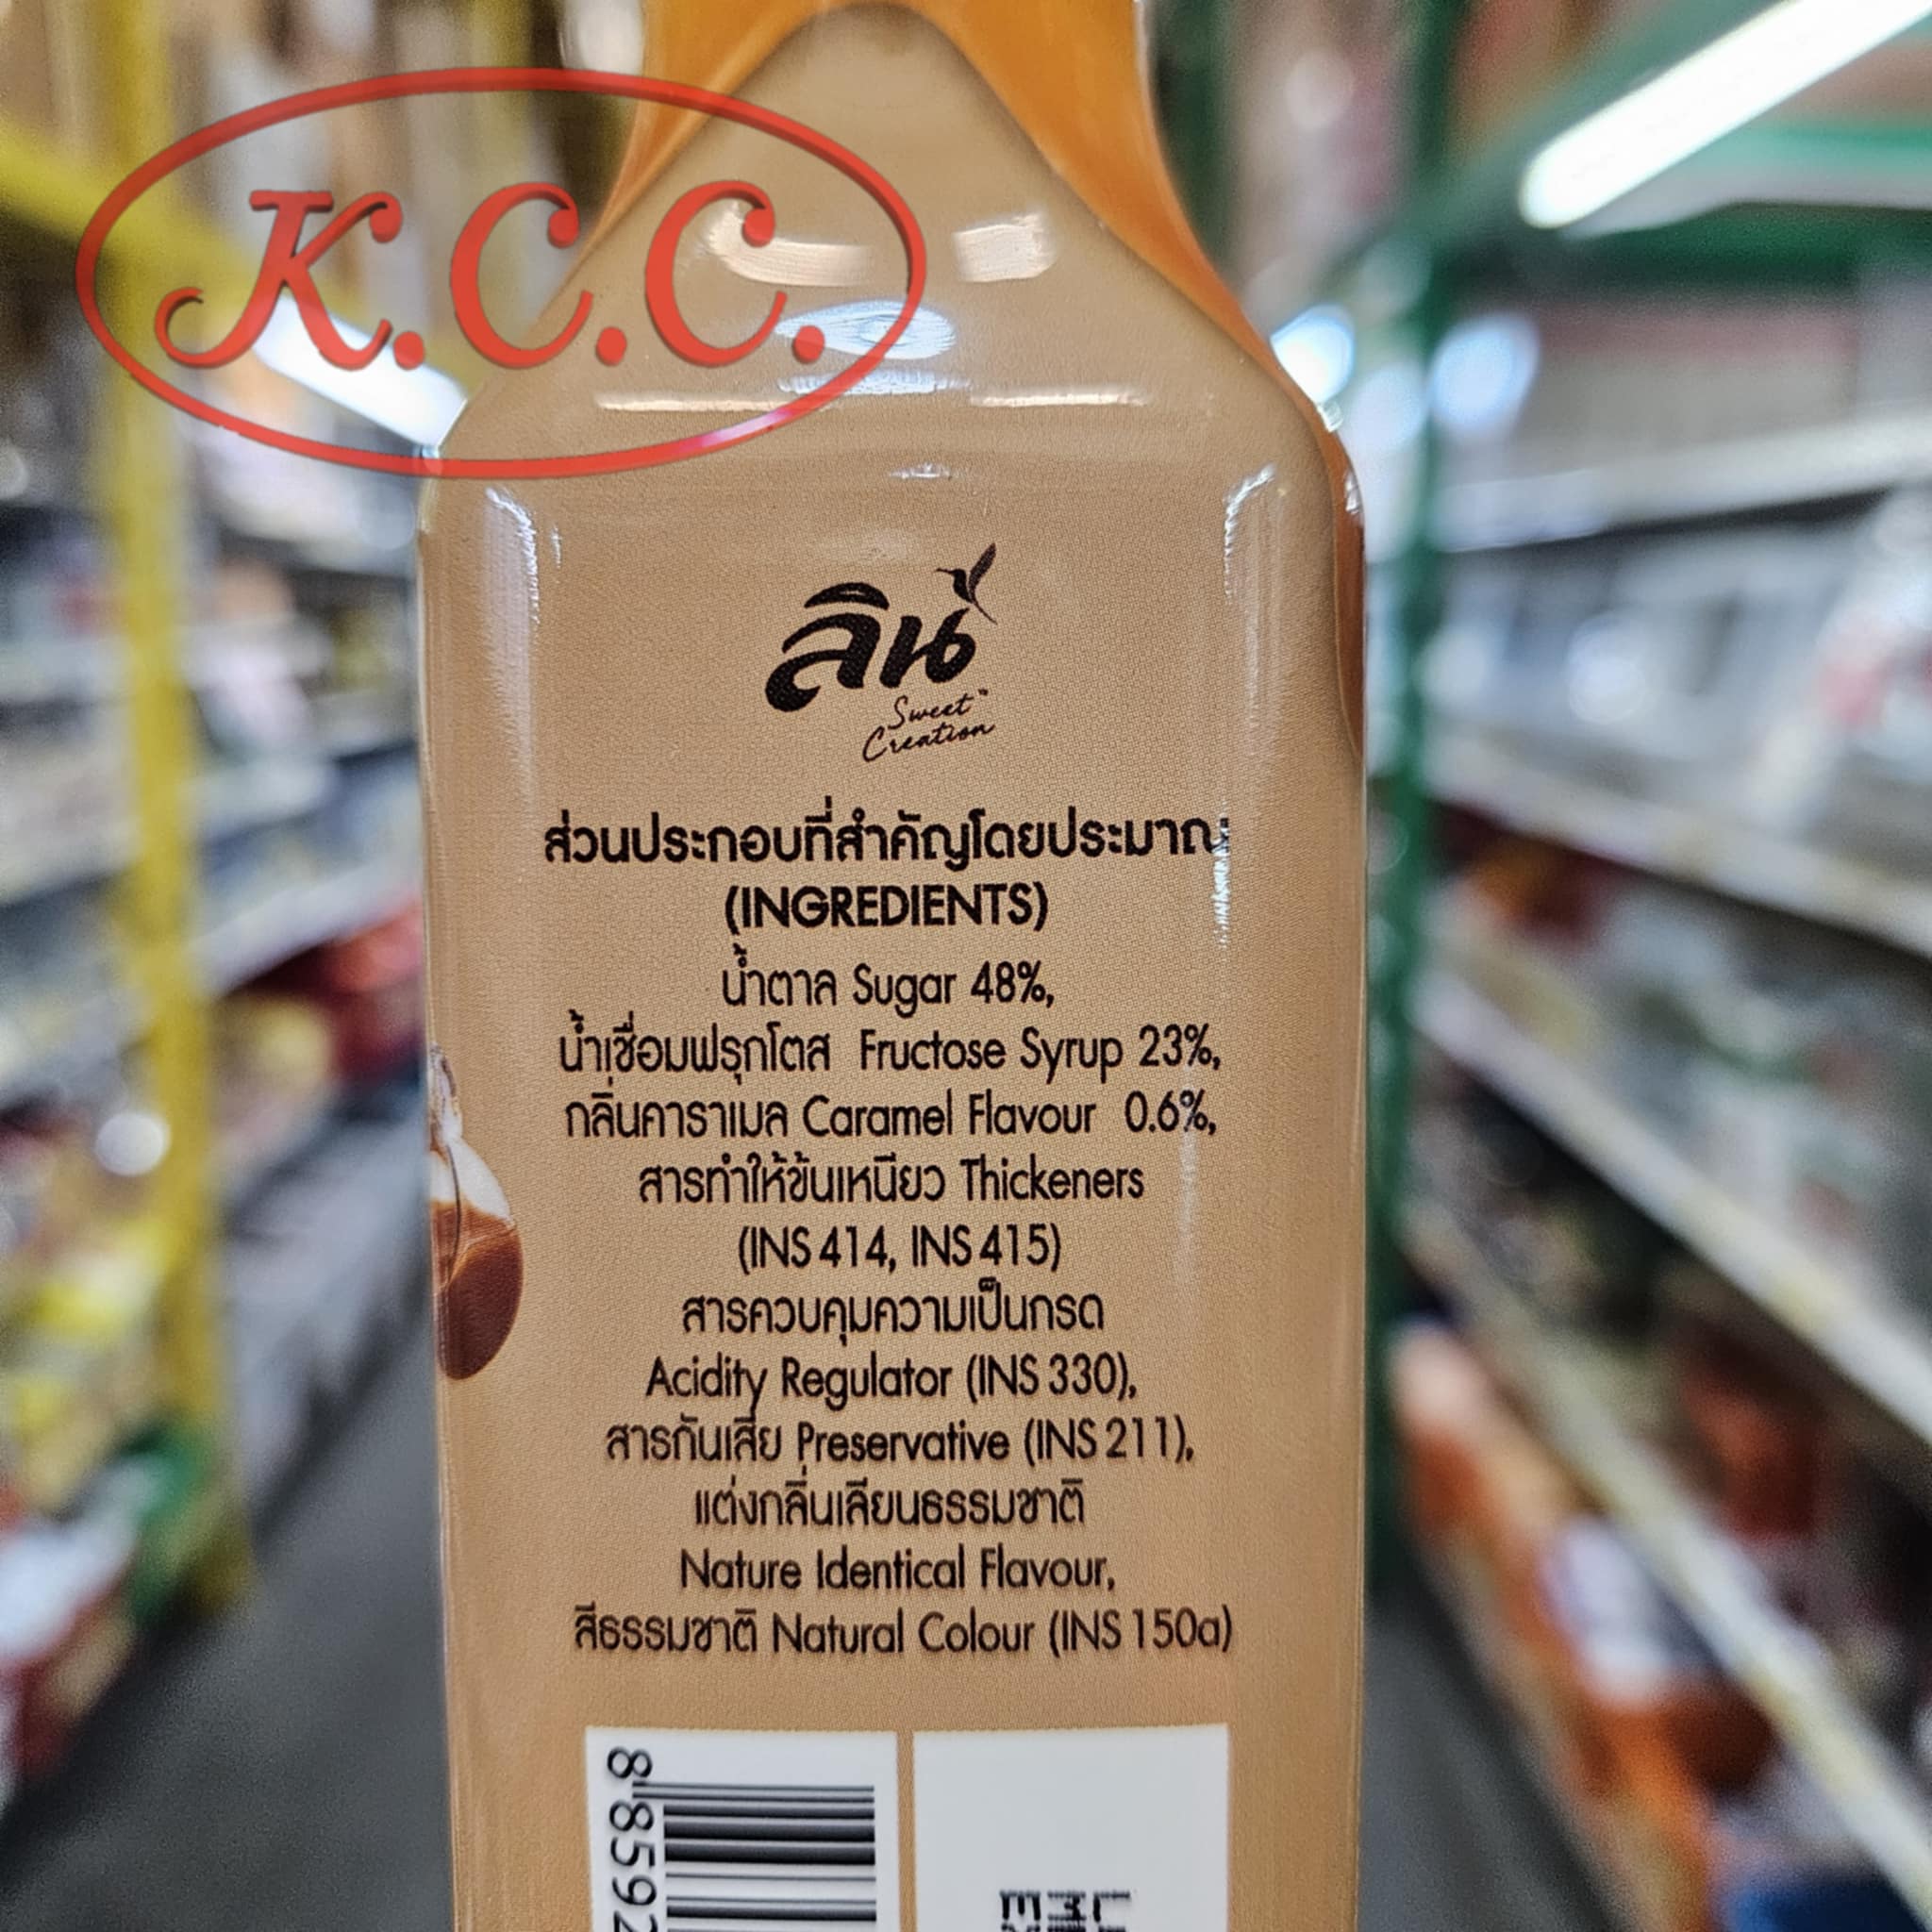 K.C.C.
ลิน
Sweet™
Creation
ส่วนประกอบที่สำคัญโดยประมาณ
(INGREDIENTS)
น้ำตาล Sugar 48%,
น้ำเชื่อมฟรุกโตส Fructose Syrup 23%,
กลิ่นคาราเมล Caramel Flavour 0.6%,
สารทำให้ข้นเหนียว Thickeners
(INS 414, INS 415)
สารควบคุมความเป็นกรด
Acidity Regulator (INS 330),
สารกันเสีย Preservative (INS 211),
แต่งกลิ่นเลียนธรรมชาติ
Nature Identical Flavour,
สีธรรมชาติ Natural Colour (INS 150a)
88592